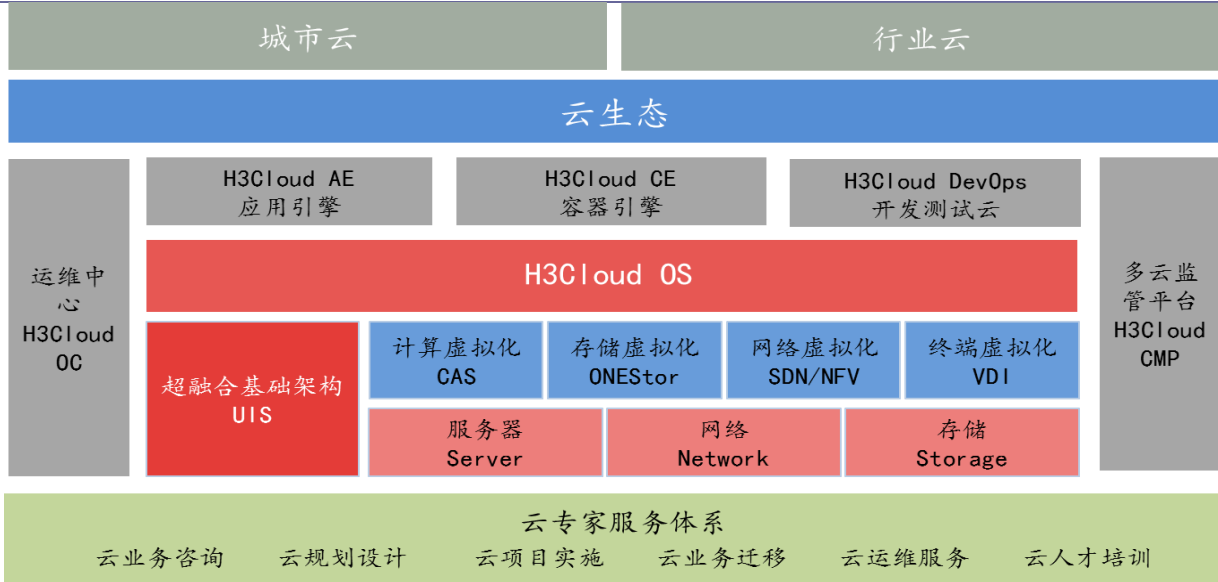 城市云
行业云
云生态
运维中
心
H3Cloud
OC
H3Cloud AE
应用引擎
H3Cloud CE
容器引擎
H3Cloud DevOps
开发测试云
H3Cloud OS
超融合基础架构
UIS
计算虚拟化
CAS
存储虚拟化
ONEStor
网络虚拟化
SDN/NFV
终端虚拟化
VDI
服务器
Server
网络
Network
存储
Storage
多云监
管平台
H3Cloud
CMP
云专家服务体系
云业务咨询 云规划设计 云项目实施 云业务迁移 云运维服务 云人才培训